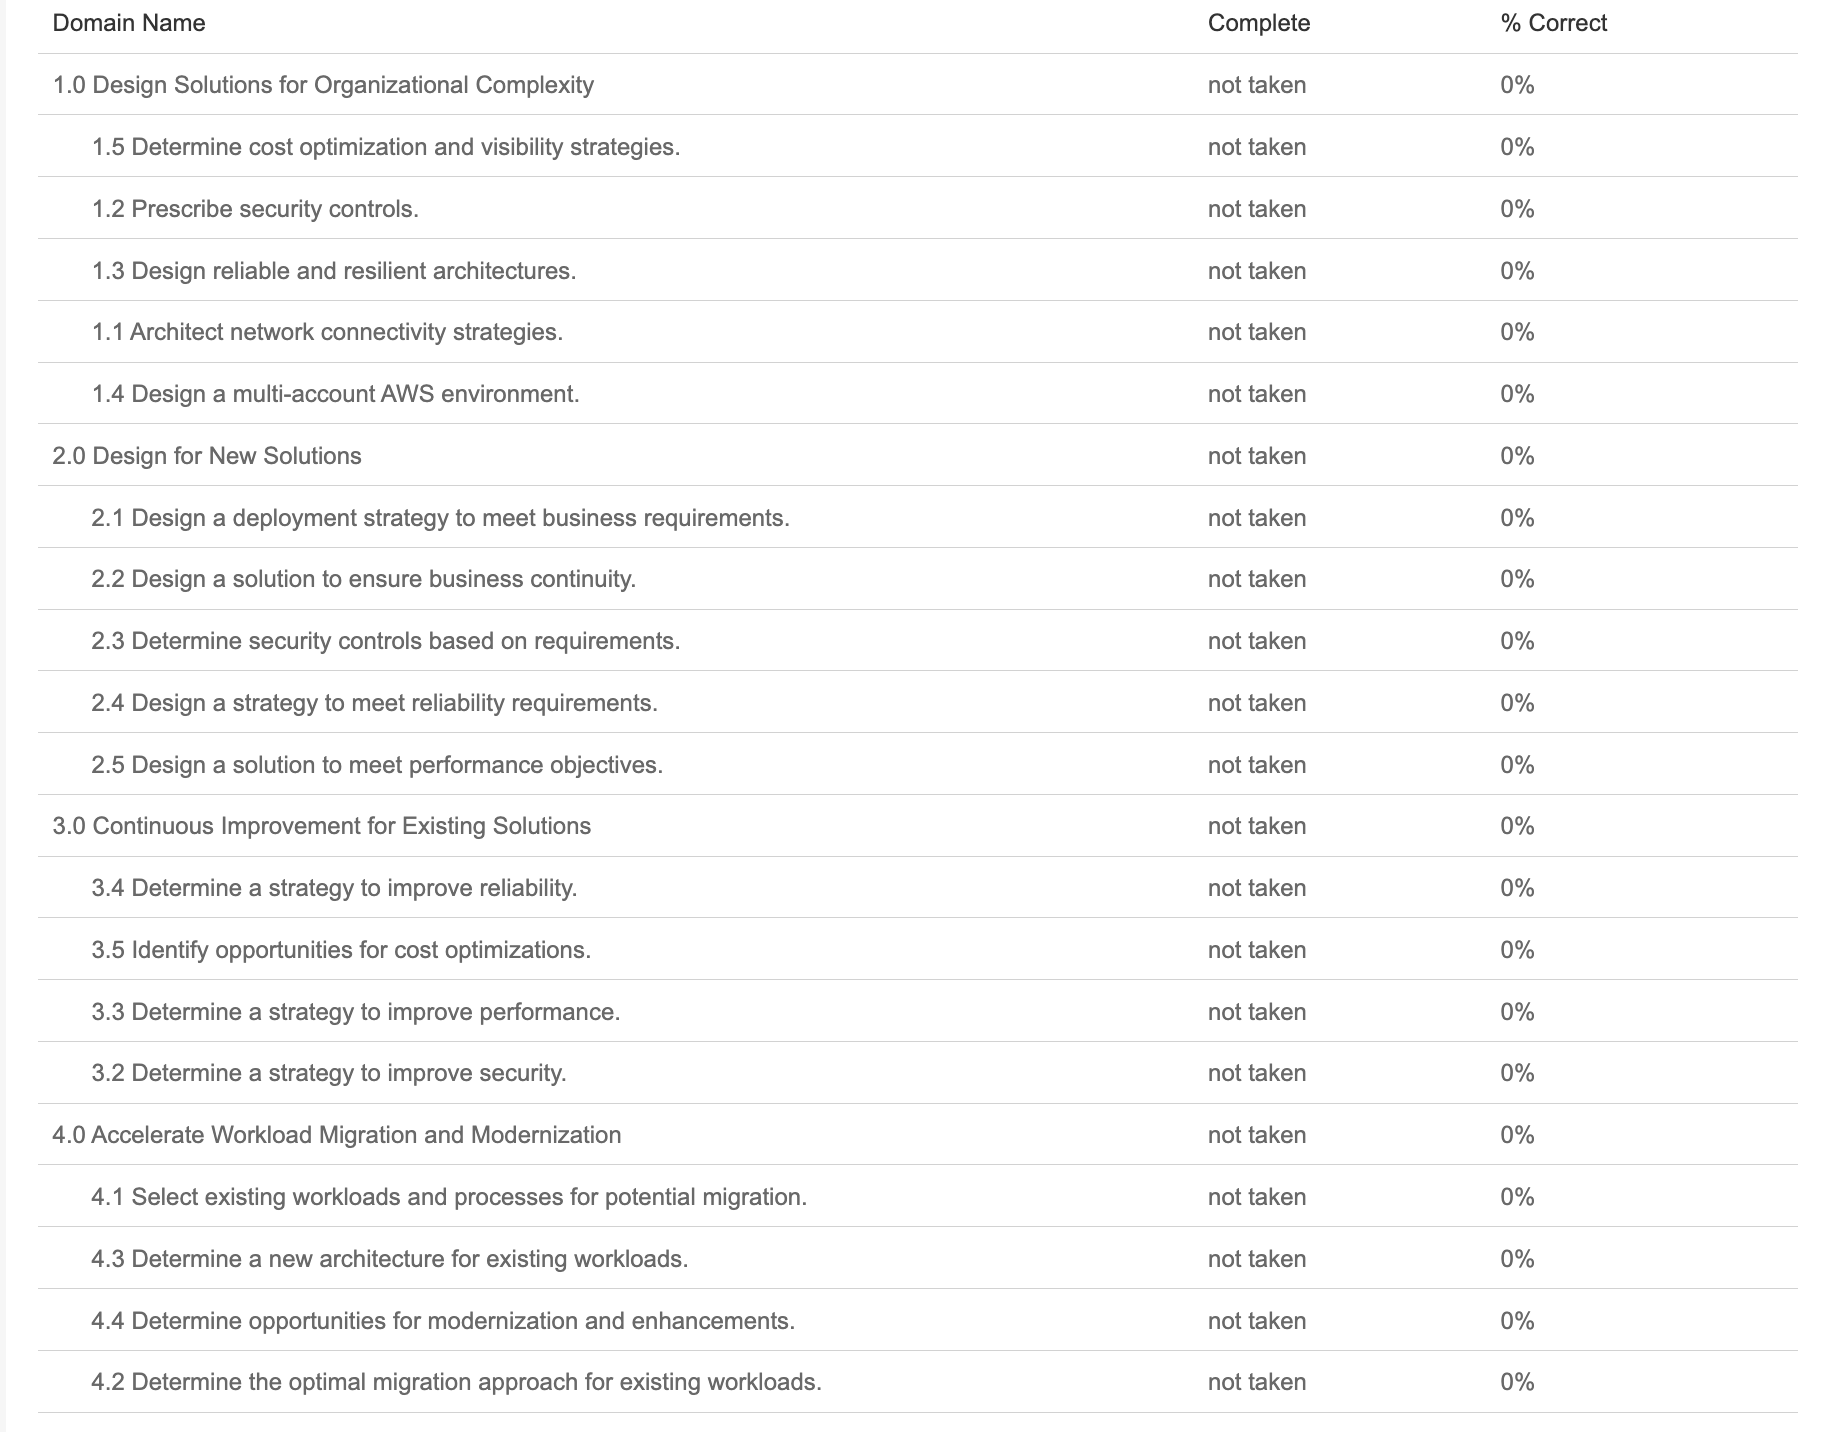 Domain Name Complete % Correct
1.0 Design Solutions for Organizational Complexity not taken 0%
1.5 Determine cost optimization and visibility strategies. not taken 0%
1.2 Prescribe security controls. not taken 0%
1.3 Design reliable and resilient architectures. not taken 0%
1.1 Architect network connectivity strategies. not taken 0%
1.4 Design a multi-account AWS environment. not taken 0%
2.0 Design for New Solutions not taken 0%
2.1 Design a deployment strategy to meet business requirements. not taken 0%
2.2 Design a solution to ensure business continuity. not taken 0%
2.3 Determine security controls based on requirements. not taken 0%
2.4 Design a strategy to meet reliability requirements. not taken 0%
2.5 Design a solution to meet performance objectives. not taken 0%
3.0 Continuous Improvement for Existing Solutions not taken 0%
3.4 Determine a strategy to improve reliability. not taken 0%
3.5 Identify opportunities for cost optimizations. not taken 0%
3.3 Determine a strategy to improve performance. not taken 0%
3.2 Determine a strategy to improve security. not taken 0%
4.0 Accelerate Workload Migration and Modernization not taken 0%
4.1 Select existing workloads and processes for potential migration. not taken 0%
4.3 Determine a new architecture for existing workloads. not taken 0%
4.4 Determine opportunities for modernization and enhancements. not taken 0%
4.2 Determine the optimal migration approach for existing workloads. not taken 0%